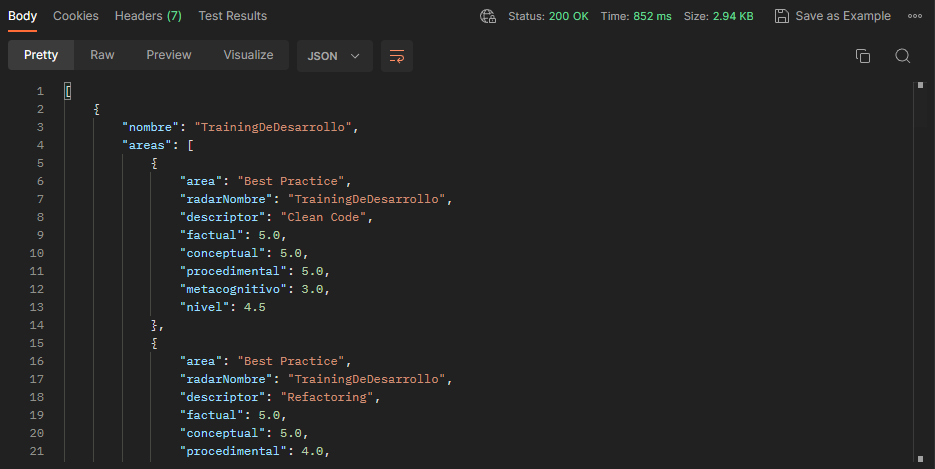 Body Cookies Headers (7) Test Results Status: 200 OK Time: 852 ms Size: 2.94 KB Save as Example
Pretty Raw Preview Visualize JSON
1 [
2 {
3 "nombre": "TrainingDeDesarrollo",
4 "areas": [
5 {
6 "area": "Best Practice",
7 "radarNombre": "TrainingDeDesarrollo",
8 "descriptor": "Clean Code",
9 "factual": 5.0,
10 "conceptual": 5.0,
11 "procedimental": 5.0,
12 "metacognitivo": 3.0,
13 "nivel": 4.5
14 },
15 {
16 "area": "Best Practice",
17 "radarNombre": "TrainingDeDesarrollo",
18 "descriptor": "Refactoring",
19 "factual": 5.0,
20 "conceptual": 5.0,
21 "procedimental": 4.0,